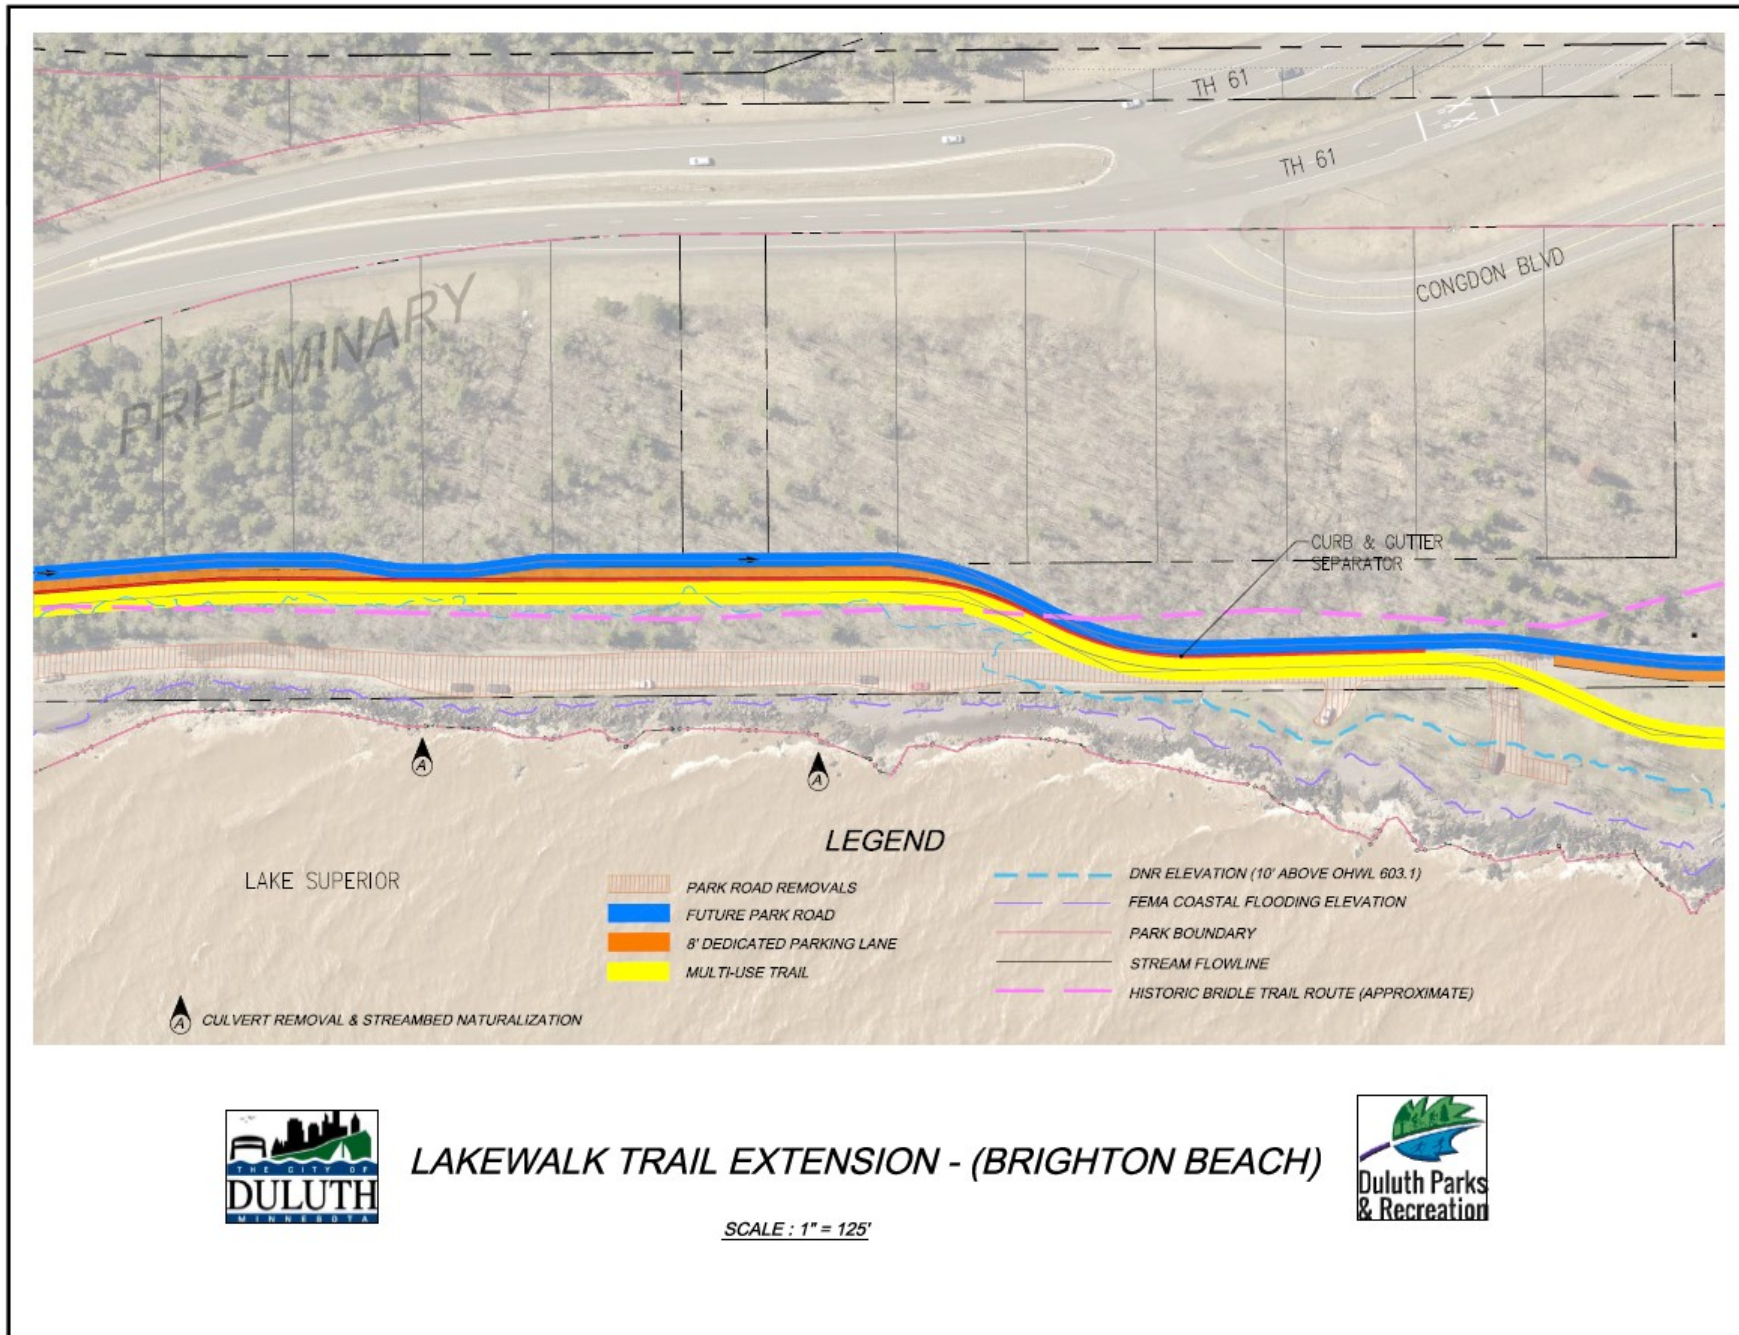 TH 61
TH 61
CONGDON BLVD
PRELIMINARY
CURB & GUTTER
SEPARATOR
A
A
LEGEND
LAKE SUPERIOR
PARK ROAD REMOVALS
FUTURE PARK ROAD
8' DEDICATED PARKING LANE
MULTI-USE TRAIL
DNR ELEVATION (10' ABOVE OHWL 603.1)
FEMA COASTAL FLOODING ELEVATION
PARK BOUNDARY
STREAM FLOWLINE
HISTORIC BRIDLE TRAIL ROUTE (APPROXIMATE)
A CULVERT REMOVAL & STREAMBED NATURALIZATION
THE CITY OF
DULUTH
MINNESOTA
LAKEWALK TRAIL EXTENSION - (BRIGHTON BEACH)
Duluth Parks
& Recreation
SCALE : 1" = 125'